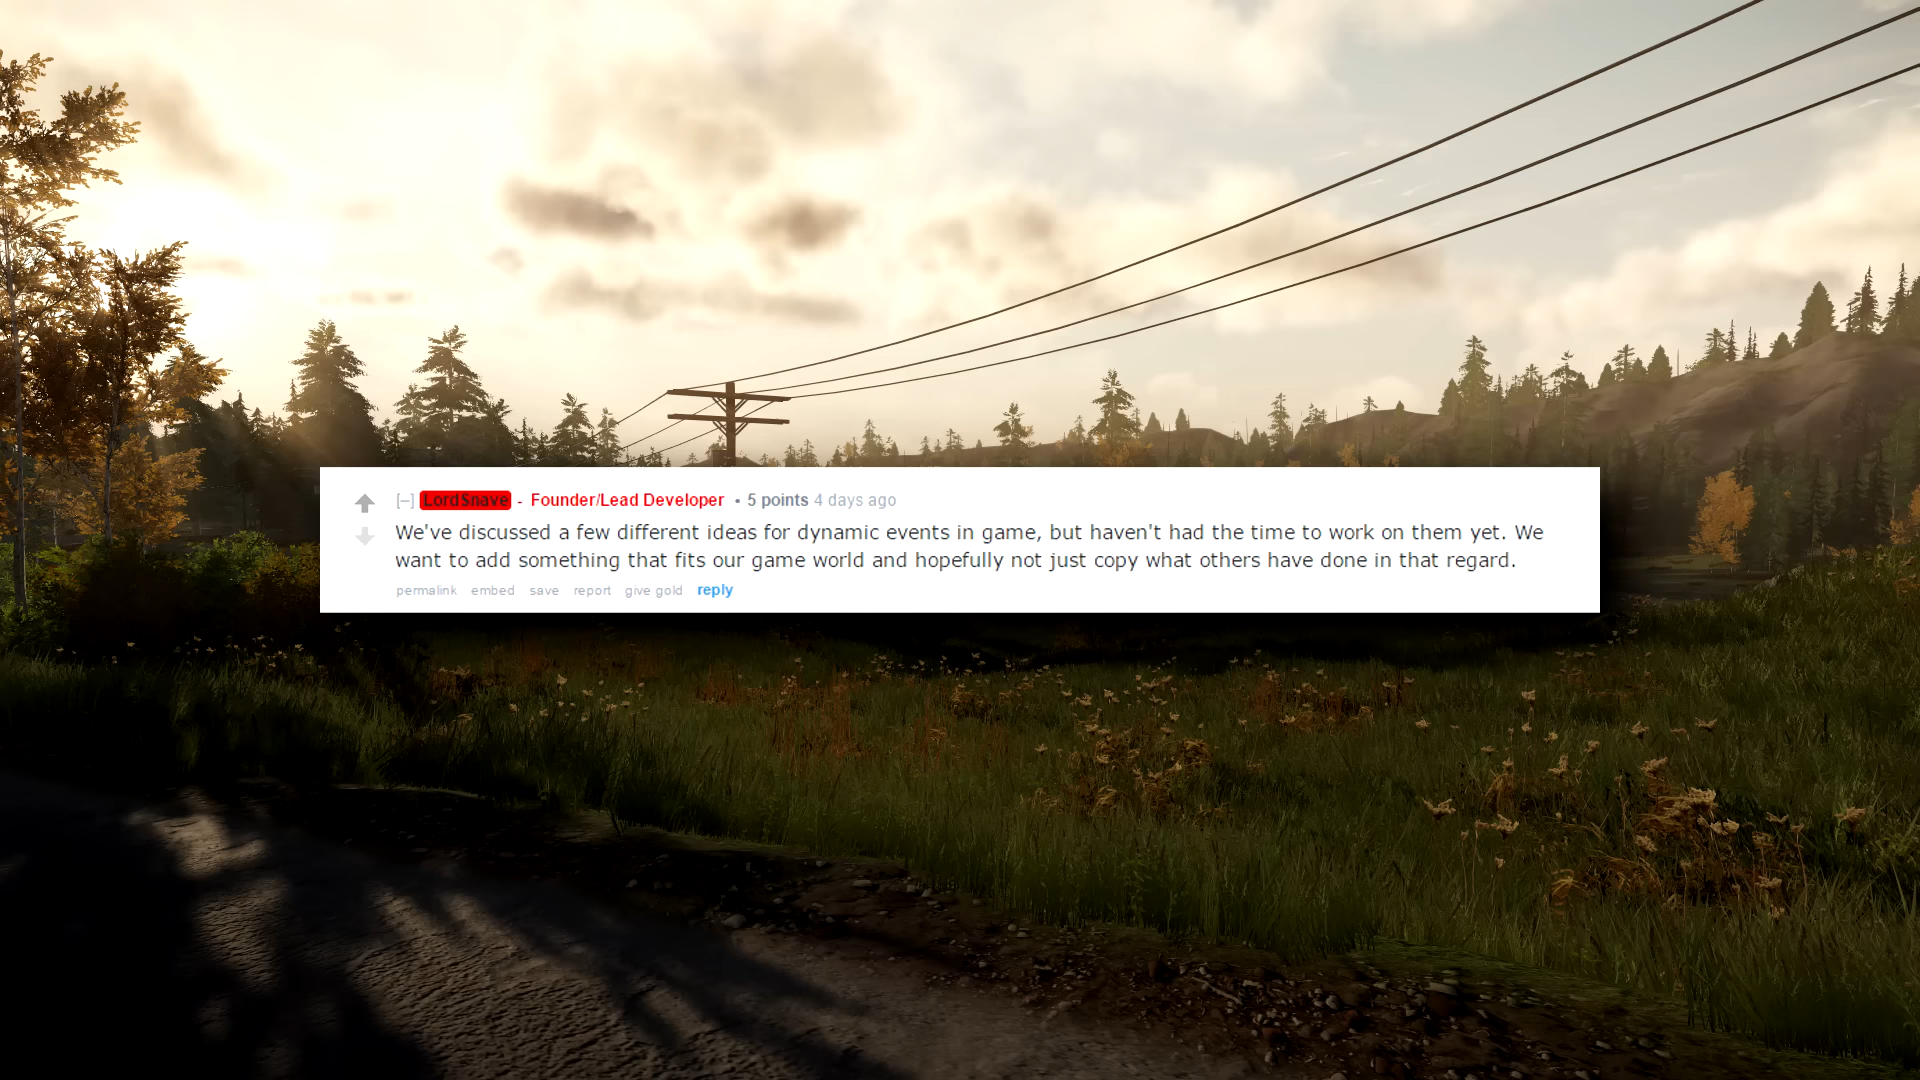 [–] LordSnave - Founder/Lead Developer • 5 points 4 days ago
We've discussed a few different ideas for dynamic events in game, but haven't had the time to work on them yet. We
want to add something that fits our game world and hopefully not just copy what others have done in that regard.
permalink embed save report give gold reply